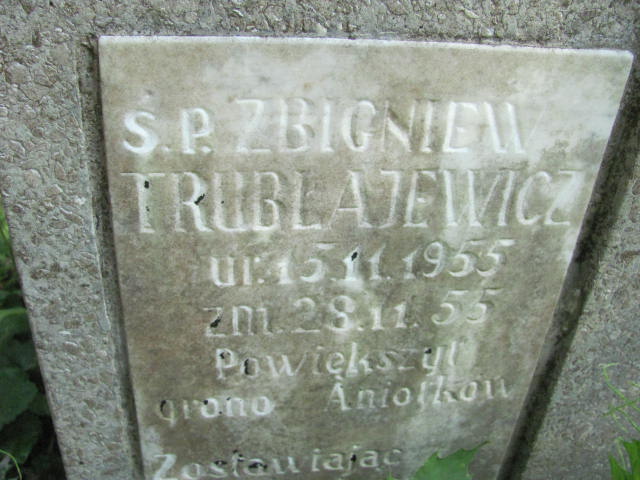 Ś.P. ZBIGNIEW
TRUBŁAJEWICZ
ur. 15.11.1955
zm. 28.11.55
Powiększył
grono Aniołków
Zostawiając